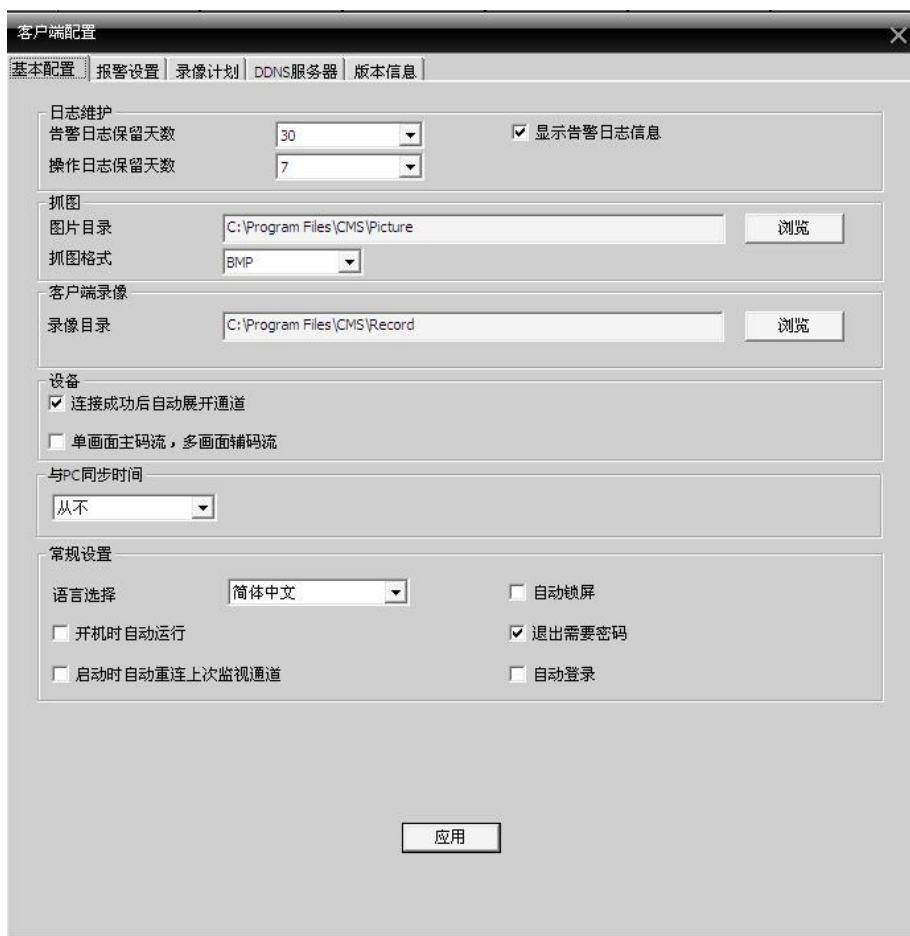 客户端配置
基本配置 报警设置 录像计划 DDNS服务器 版本信息
日志维护
告警日志保留天数 30 显示告警日志信息
操作日志保留天数 7
抓图
图片目录 C:\Program Files\CMS\Picture 浏览
抓图格式 BMP
客户端录像
录像目录 C:\Program Files\CMS\Record 浏览
设备
连接成功后自动展开通道
单画面主码流，多画面辅码流
与PC同步时间
从不
常规设置
语言选择 简体中文 自动锁屏
开机时自动运行 退出需要密码
启动时自动重连上次监视通道 自动登录
应用